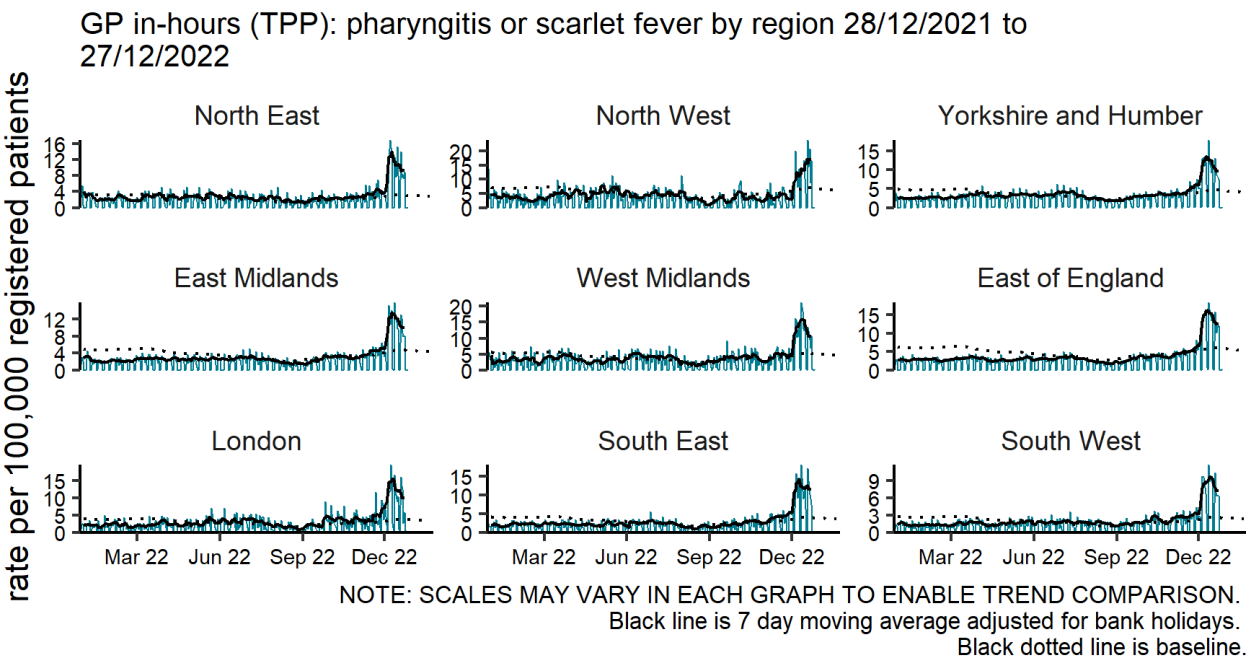 GP in-hours (TPP): pharyngitis or scarlet fever by region 28/12/2021 to
27/12/2022
rate per 100,000 registered patients
North East
16
12
8
4
0
North West
20
15
10
5
0
Yorkshire and Humber
15
10
5
0
East Midlands
12
8
4
0
West Midlands
20
15
10
5
0
East of England
15
10
5
0
London
15
10
5
0
South East
15
10
5
0
South West
9
6
3
0
Mar 22 Jun 22 Sep 22 Dec 22
Mar 22 Jun 22 Sep 22 Dec 22
Mar 22 Jun 22 Sep 22 Dec 22
NOTE: SCALES MAY VARY IN EACH GRAPH TO ENABLE TREND COMPARISON.
Black line is 7 day moving average adjusted for bank holidays.
Black dotted line is baseline.